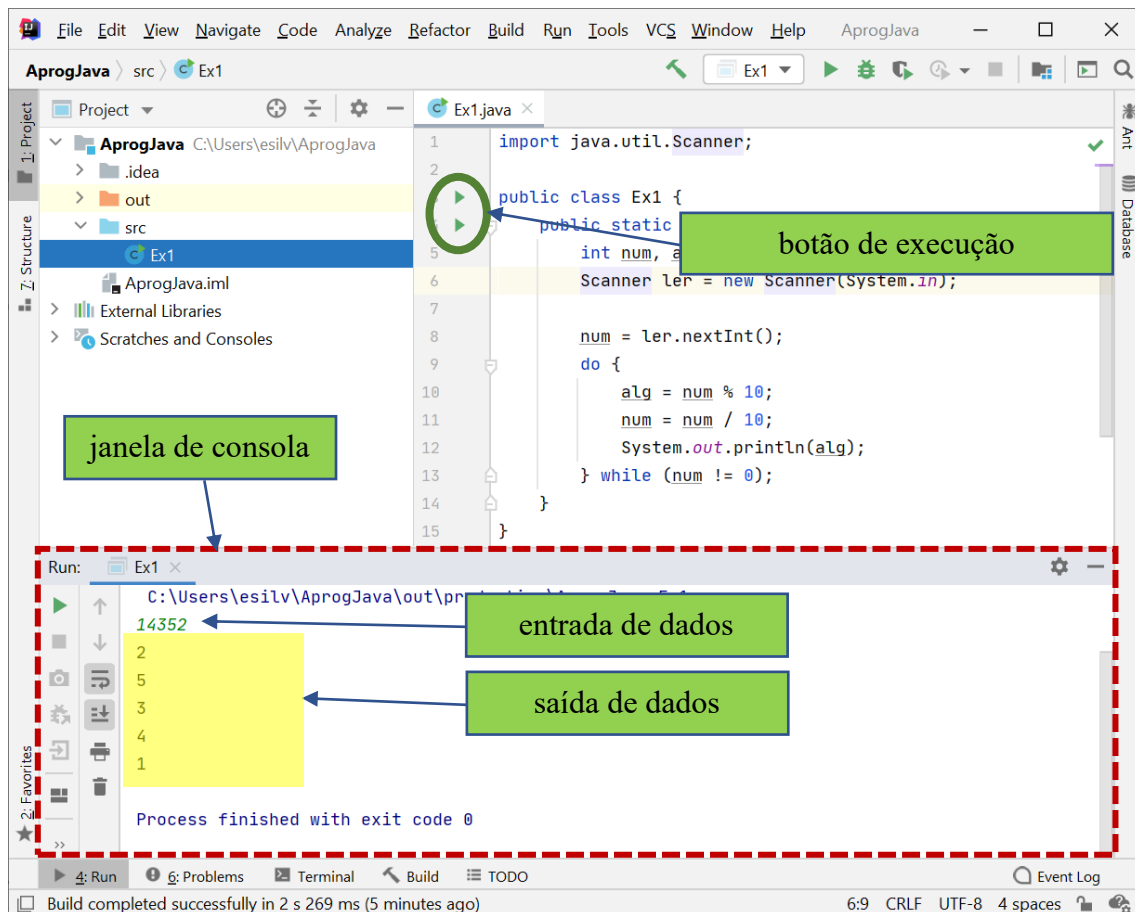 File Edit View Navigate Code Analyze Refactor Build Run Tools VCS Window Help AprogJava
AprogJava src Ex1 Ex1
1: Project
7: Structure
2: Favorites
Project
AprogJava C:\Users\esilv\AprogJava
.idea
out
src
Ex1
AprogJava.iml
External Libraries
Scratches and Consoles
Ex1.java
1 import java.util.Scanner;
2
public class Ex1 {
public static
5 int num, a
6 Scanner ler = new Scanner(System.in);
7
8 num = ler.nextInt();
9 do {
10 alg = num % 10;
11 num = num / 10;
12 System.out.println(alg);
13 } while (num != 0);
14 }
15 }
Ant
Database
botão de execução
janela de consola
Run: Ex1
C:\Users\esilv\AprogJava\out\pr
14352
2
5
3
4
1
entrada de dados
saída de dados
Process finished with exit code 0
4: Run 6: Problems Terminal Build TODO Event Log
Build completed successfully in 2 s 269 ms (5 minutes ago) 6:9 CRLF UTF-8 4 spaces